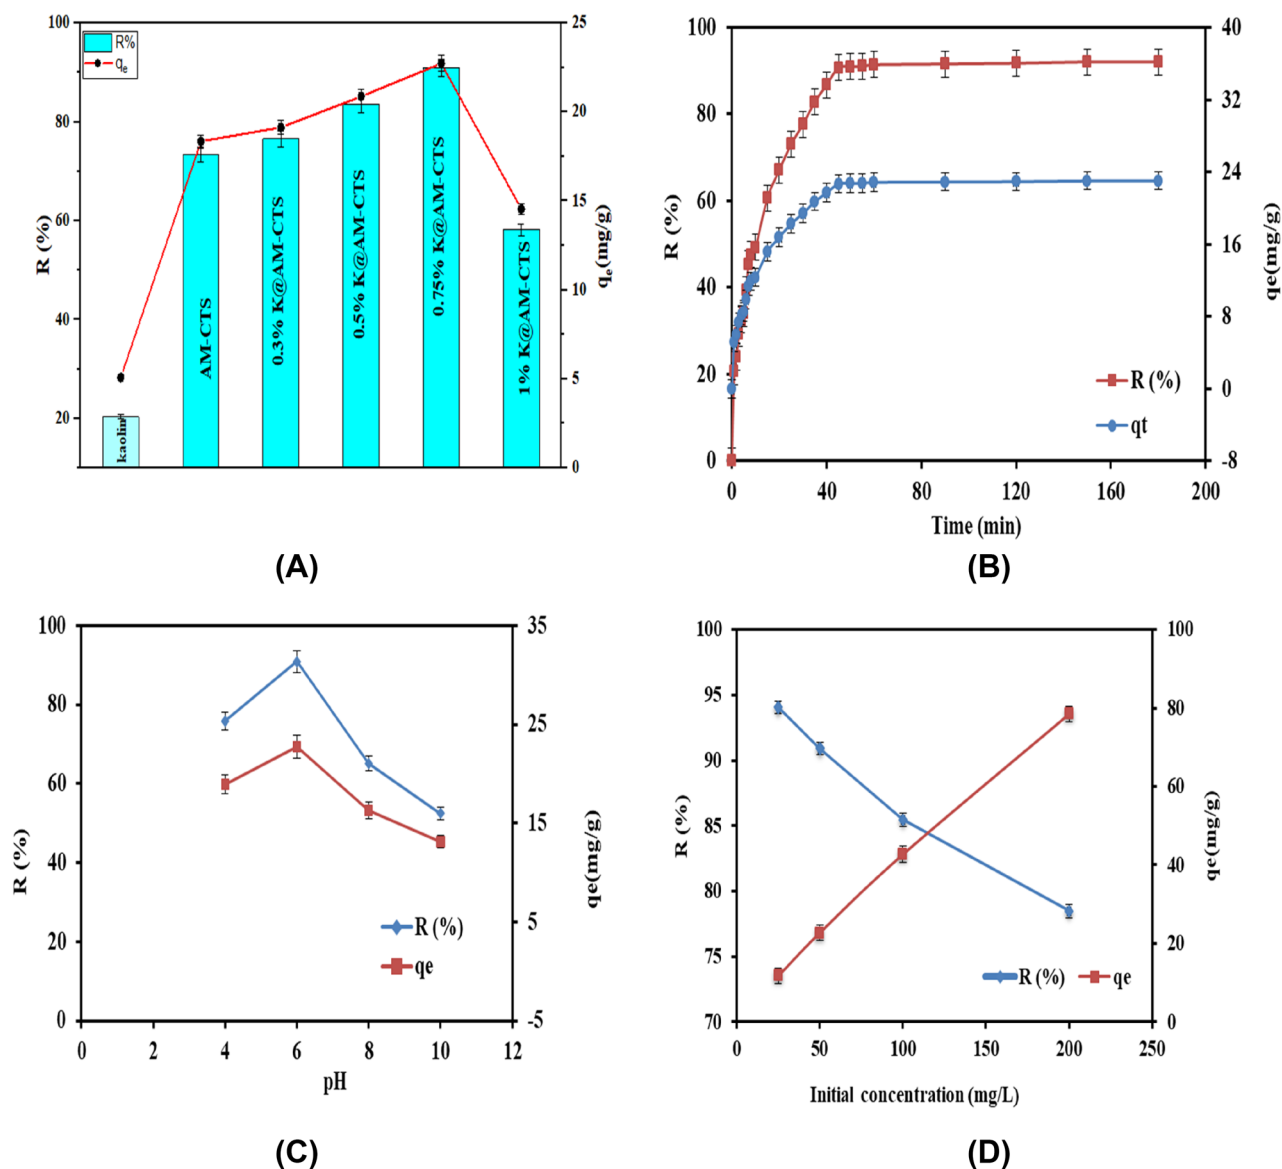 R (%)
100
80
60
40
20
R%
qe
kaolin
AM-CTS
0.3% K@AM-CTS
0.5% K@AM-CTS
0.75% K@AM-CTS
1% K@AM-CTS
25
20
15
10
5
0
qe(mg/g)
(A)
R (%)
100
80
60
40
20
0
R (%)
qt
40
32
24
16
8
0
-8
qe(mg/g)
0 40 80 120 160 200
Time (min)
(B)
R (%)
100
80
60
40
20
0
R (%)
qe
35
25
15
5
-5
qe(mg/g)
0 2 4 6 8 10 12
pH
(C)
R (%)
100
95
90
85
80
75
70
R (%) qe
100
80
60
40
20
0
qe(mg/g)
0 50 100 150 200 250
Initial concentration (mg/L)
(D)